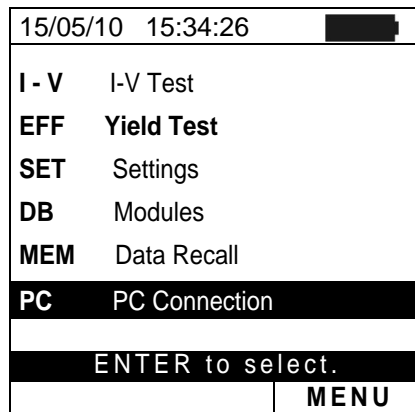 15/05/10 15:34:26
I - V I-V Test
EFF Yield Test
SET Settings
DB Modules
MEM Data Recall
PC PC Connection
ENTER to select.
MENU